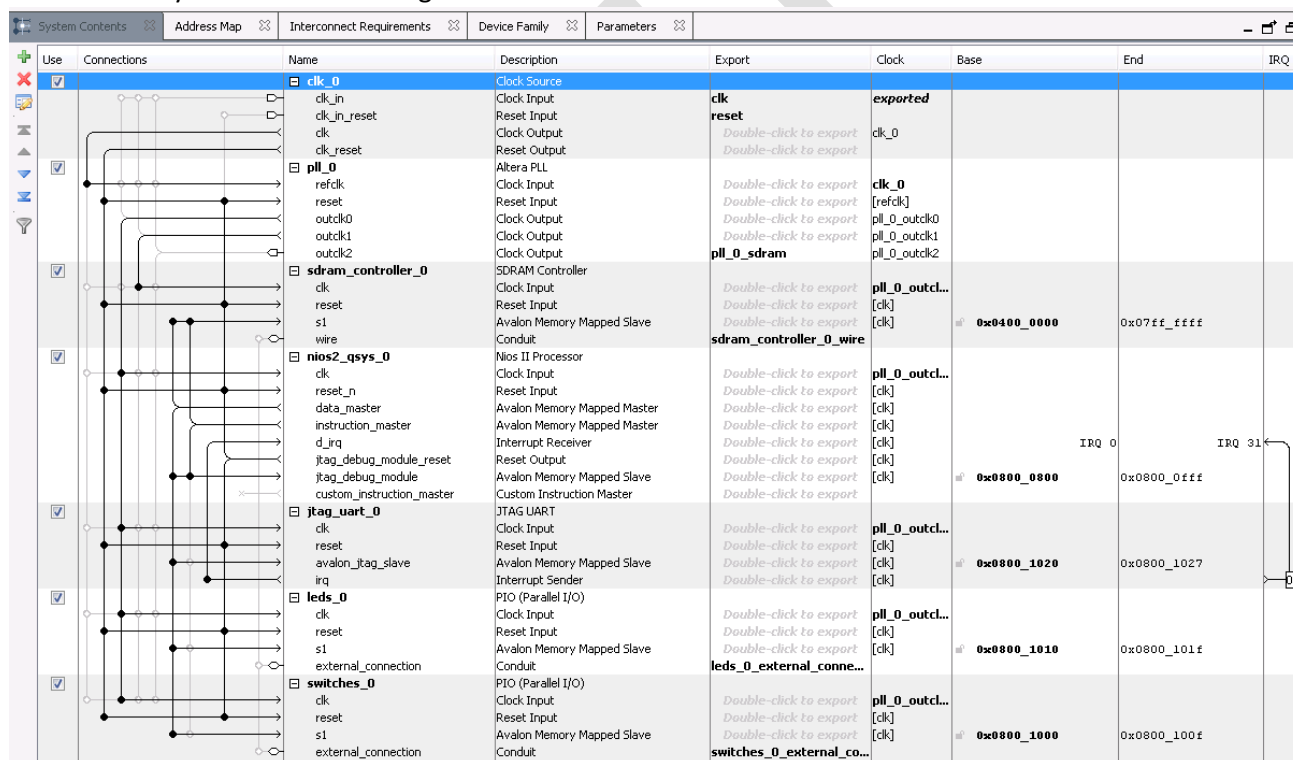 System Contents Address Map Interconnect Requirements Device Family Parameters
Use Connections Name Description Export Clock Base End IRQ
clk_0 Clock Source
clk_in Clock Input clk exported
clk_in_reset Reset Input reset
clk Clock Output Double-click to export clk_0
clk_reset Reset Output Double-click to export
pll_0 Altera PLL
refclk Clock Input Double-click to export clk_0
reset Reset Input Double-click to export [refclk]
outclk0 Clock Output Double-click to export pll_0_outclk0
outclk1 Clock Output Double-click to export pll_0_outclk1
outclk2 Clock Output pll_0_sdram pll_0_outclk2
sdram_controller_0 SDRAM Controller
clk Clock Input Double-click to export pll_0_outcl...
reset Reset Input Double-click to export [clk]
s1 Avalon Memory Mapped Slave Double-click to export [clk] 0x0400_0000 0x07ff_ffff
wire Conduit sdram_controller_0_wire
nios2_qsys_0 Nios II Processor
clk Clock Input Double-click to export pll_0_outcl...
reset_n Reset Input Double-click to export [clk]
data_master Avalon Memory Mapped Master Double-click to export [clk]
instruction_master Avalon Memory Mapped Master Double-click to export [clk]
d_irq Interrupt Receiver Double-click to export [clk] IRQ 0 IRQ 31
jtag_debug_module_reset Reset Output Double-click to export [clk]
jtag_debug_module Avalon Memory Mapped Slave Double-click to export [clk] 0x0800_0800 0x0800_0fff
custom_instruction_master Custom Instruction Master Double-click to export
jtag_uart_0 JTAG UART
clk Clock Input Double-click to export pll_0_outcl...
reset Reset Input Double-click to export [clk]
avalon_jtag_slave Avalon Memory Mapped Slave Double-click to export [clk] 0x0800_1020 0x0800_1027
irq Interrupt Sender Double-click to export [clk] 0
leds_0 PIO (Parallel I/O)
clk Clock Input Double-click to export pll_0_outcl...
reset Reset Input Double-click to export [clk]
s1 Avalon Memory Mapped Slave Double-click to export [clk] 0x0800_1010 0x0800_101f
external_connection Conduit leds_0_external_conne...
switches_0 PIO (Parallel I/O)
clk Clock Input Double-click to export pll_0_outcl...
reset Reset Input Double-click to export [clk]
s1 Avalon Memory Mapped Slave Double-click to export [clk] 0x0800_1000 0x0800_100f
external_connection Conduit switches_0_external_co...